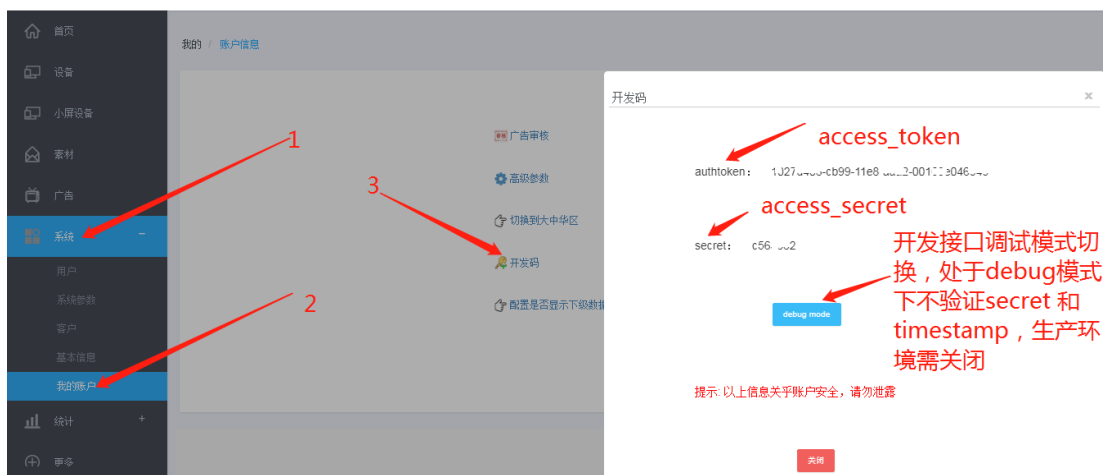 首页
我的 / 账户信息
设备
小屏设备
素材
广告
系统 −
用户
系统参数
客户
基本信息
我的账户
统计 +
更多
1
2
3
广告审核
高级参数
切换到大中华区
开发码
配置是否显示下级数据
开发码 ×
access_token
authtoken：
access_secret
secret：
开发接口调试模式切
换，处于debug模式
下不验证secret 和
timestamp，生产环
境需关闭
debug mode
提示: 以上信息关乎账户安全，请勿泄露
关闭